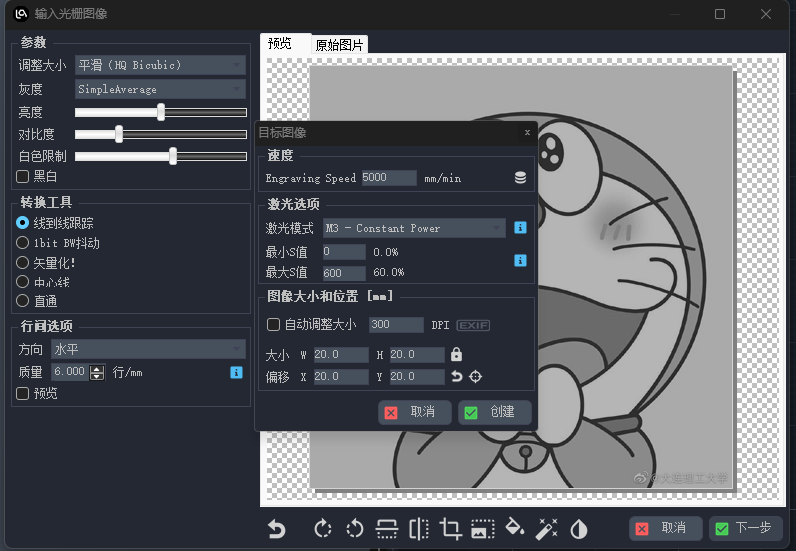 输入光栅图像
参数
调整大小 平滑 (HQ Bicubic)
灰度 SimpleAverage
亮度
对比度
白色限制
黑白
转换工具
线到线跟踪
1bit BW抖动
矢量化!
中心线
直通
行间选项
方向 水平
质量 6.000 行/mm
预览
预览 原始图片
目标图像 x
速度
Engraving Speed 5000 mm/min
激光选项
激光模式 M3 - Constant Power
最小S值 0 0.0%
最大S值 600 60.0%
图像大小和位置 [mm]
自动调整大小 300 DPI EXIF
大小 W 20.0 H 20.0
偏移 X 20.0 Y 20.0
取消 创建
@大连理工大学
取消 下一步